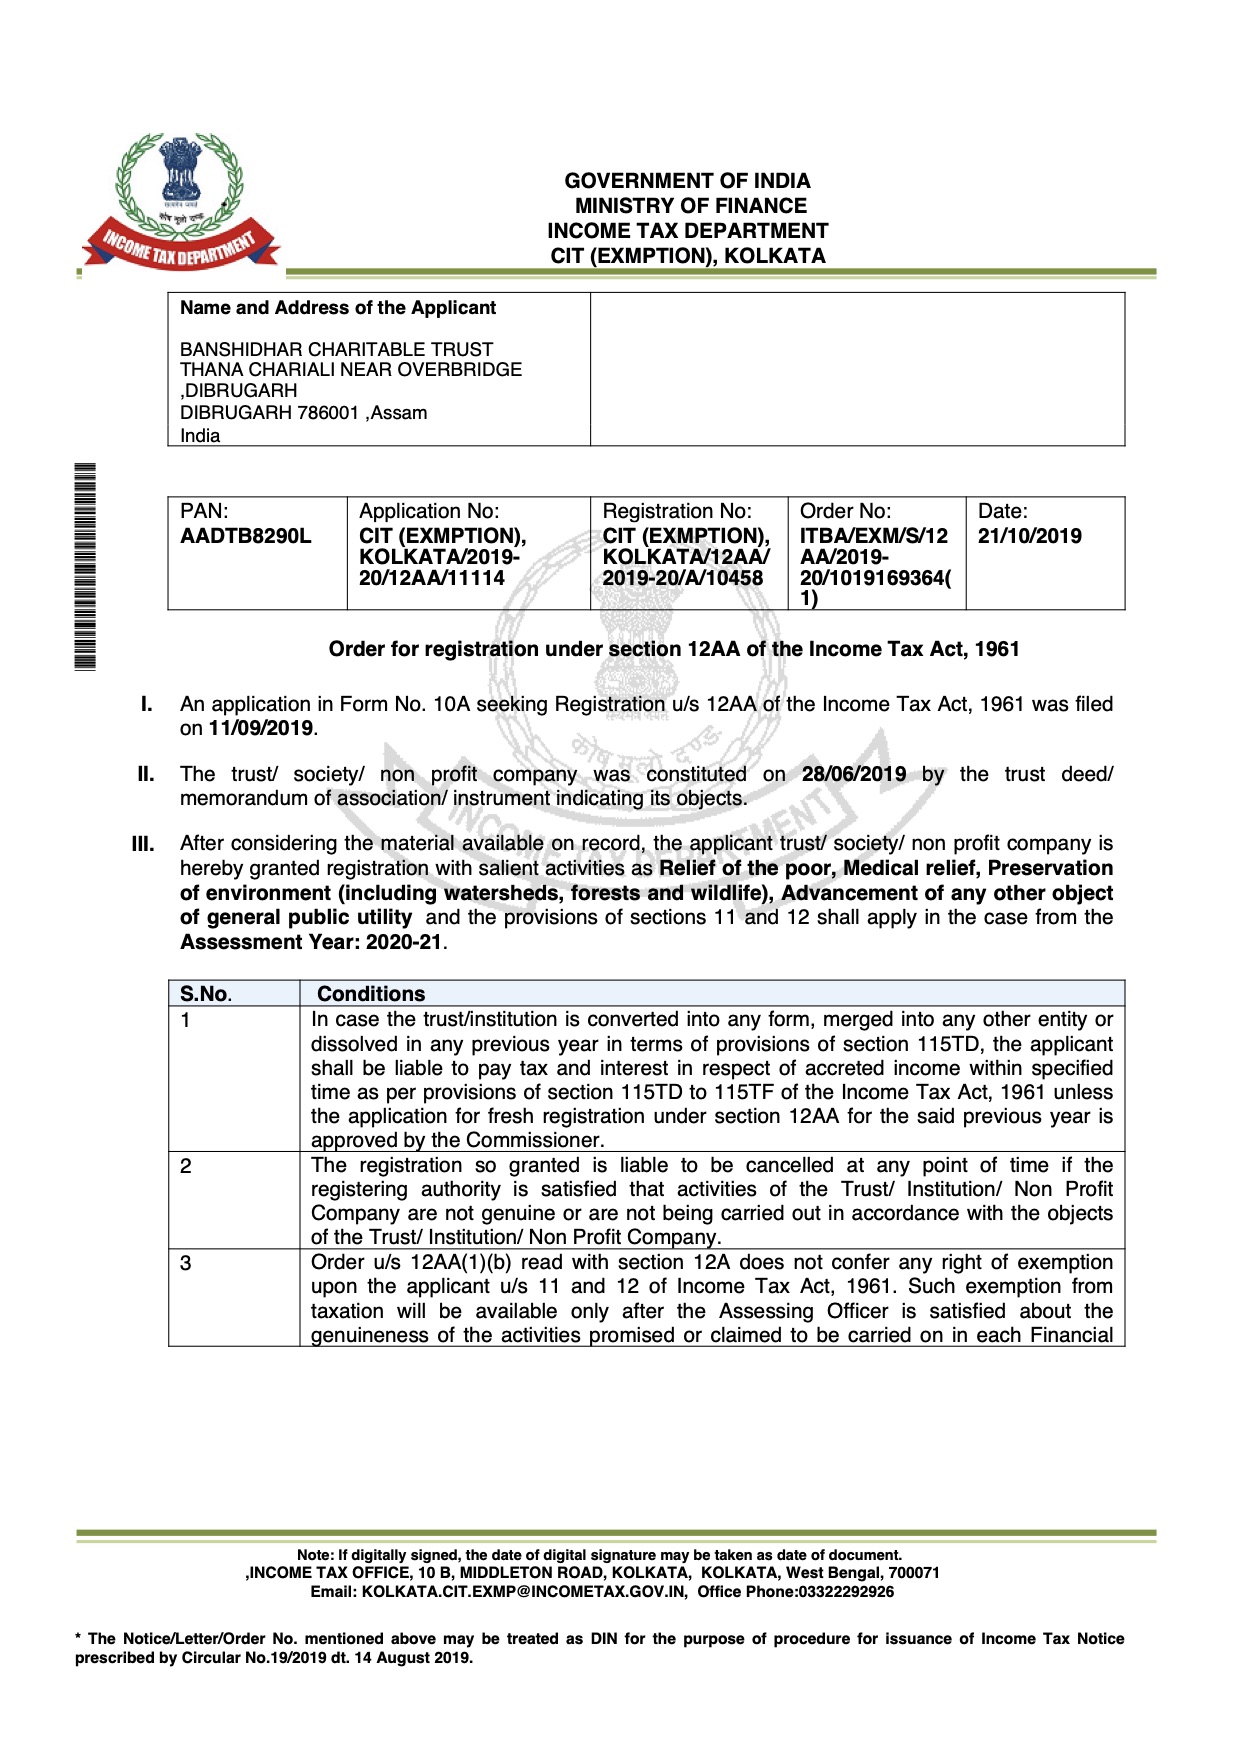 सत्यमेव जयते
कोष मूलो दण्ड
INCOME TAX DEPARTMENT
GOVERNMENT OF INDIA
MINISTRY OF FINANCE
INCOME TAX DEPARTMENT
CIT (EXMPTION), KOLKATA
Name and Address of the Applicant
BANSHIDHAR CHARITABLE TRUST
THANA CHARIALI NEAR OVERBRIDGE
,DIBRUGARH
DIBRUGARH 786001 ,Assam
India
PAN:
AADTB8290L
Application No:
CIT (EXMPTION),
KOLKATA/2019-
20/12AA/11114
Registration No:
CIT (EXMPTION),
KOLKATA/12AA/
2019-20/A/10458
Order No:
ITBA/EXM/S/12
AA/2019-
20/1019169364(
1)
Date:
21/10/2019
Order for registration under section 12AA of the Income Tax Act, 1961
I. An application in Form No. 10A seeking Registration u/s 12AA of the Income Tax Act, 1961 was filed
on 11/09/2019.
II. The trust/ society/ non profit company was constituted on 28/06/2019 by the trust deed/
memorandum of association/ instrument indicating its objects.
III. After considering the material available on record, the applicant trust/ society/ non profit company is
hereby granted registration with salient activities as Relief of the poor, Medical relief, Preservation
of environment (including watersheds, forests and wildlife), Advancement of any other object
of general public utility and the provisions of sections 11 and 12 shall apply in the case from the
Assessment Year: 2020-21.
सत्यमेव जयते
कोष मूलो दण्ड
INCOME TAX DEPARTMENT
S.No. Conditions
1 In case the trust/institution is converted into any form, merged into any other entity or
dissolved in any previous year in terms of provisions of section 115TD, the applicant
shall be liable to pay tax and interest in respect of accreted income within specified
time as per provisions of section 115TD to 115TF of the Income Tax Act, 1961 unless
the application for fresh registration under section 12AA for the said previous year is
approved by the Commissioner.
2 The registration so granted is liable to be cancelled at any point of time if the
registering authority is satisfied that activities of the Trust/ Institution/ Non Profit
Company are not genuine or are not being carried out in accordance with the objects
of the Trust/ Institution/ Non Profit Company.
3 Order u/s 12AA(1)(b) read with section 12A does not confer any right of exemption
upon the applicant u/s 11 and 12 of Income Tax Act, 1961. Such exemption from
taxation will be available only after the Assessing Officer is satisfied about the
genuineness of the activities promised or claimed to be carried on in each Financial
Note: If digitally signed, the date of digital signature may be taken as date of document.
,INCOME TAX OFFICE, 10 B, MIDDLETON ROAD, KOLKATA, KOLKATA, West Bengal, 700071
Email: KOLKATA.CIT.EXMP@INCOMETAX.GOV.IN, Office Phone:03322292926
* The Notice/Letter/Order No. mentioned above may be treated as DIN for the purpose of procedure for issuance of Income Tax Notice
prescribed by Circular No.19/2019 dt. 14 August 2019.